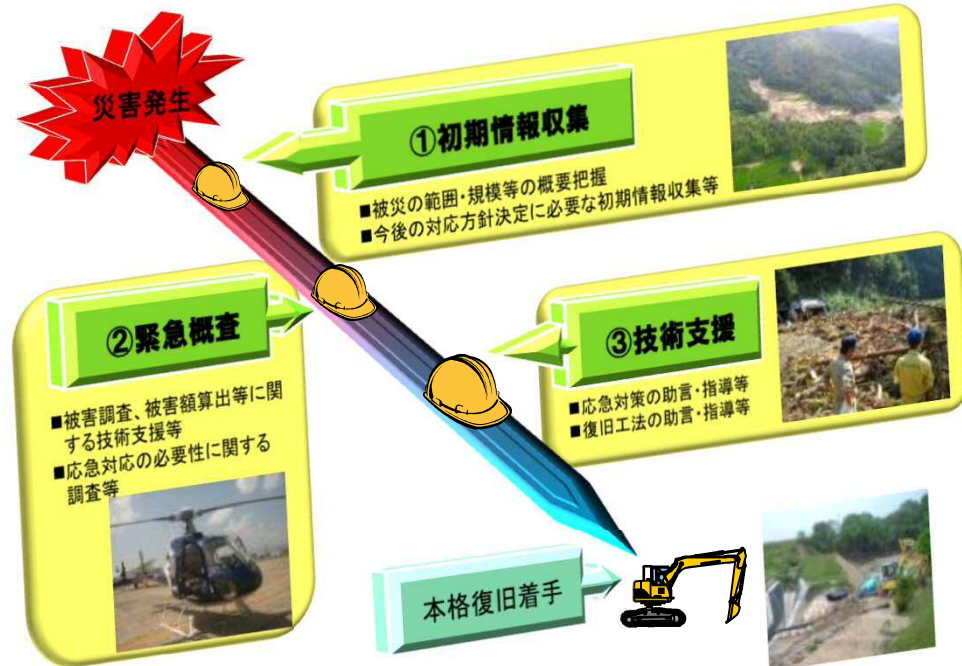 災害発生
①初期情報収集
■被災の範囲・規模等の概要把握
■今後の対応方針決定に必要な初期情報収集等
②緊急概査
■被害調査、被害額算出等に関
する技術支援等
■応急対応の必要性に関する
調査等
③技術支援
■応急対策の助言・指導等
■復旧工法の助言・指導等
本格復旧着手